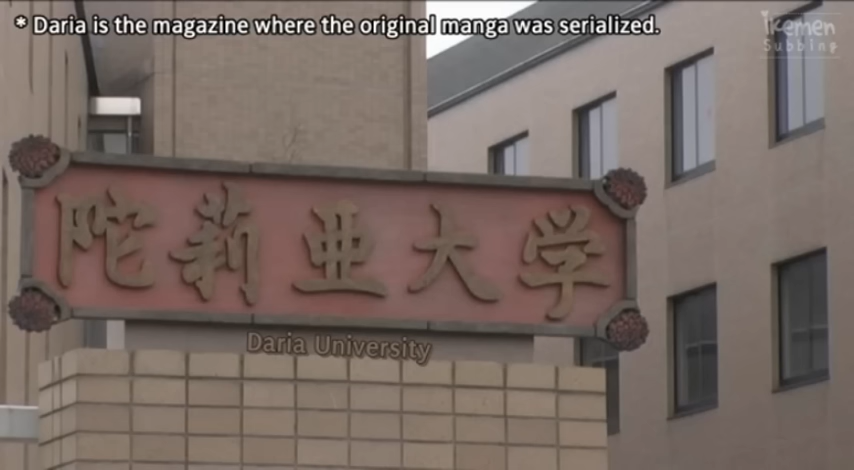 * Daria is the magazine where the original manga was serialized.
Ikemen
Subbing
陀莉亜大学
Daria University